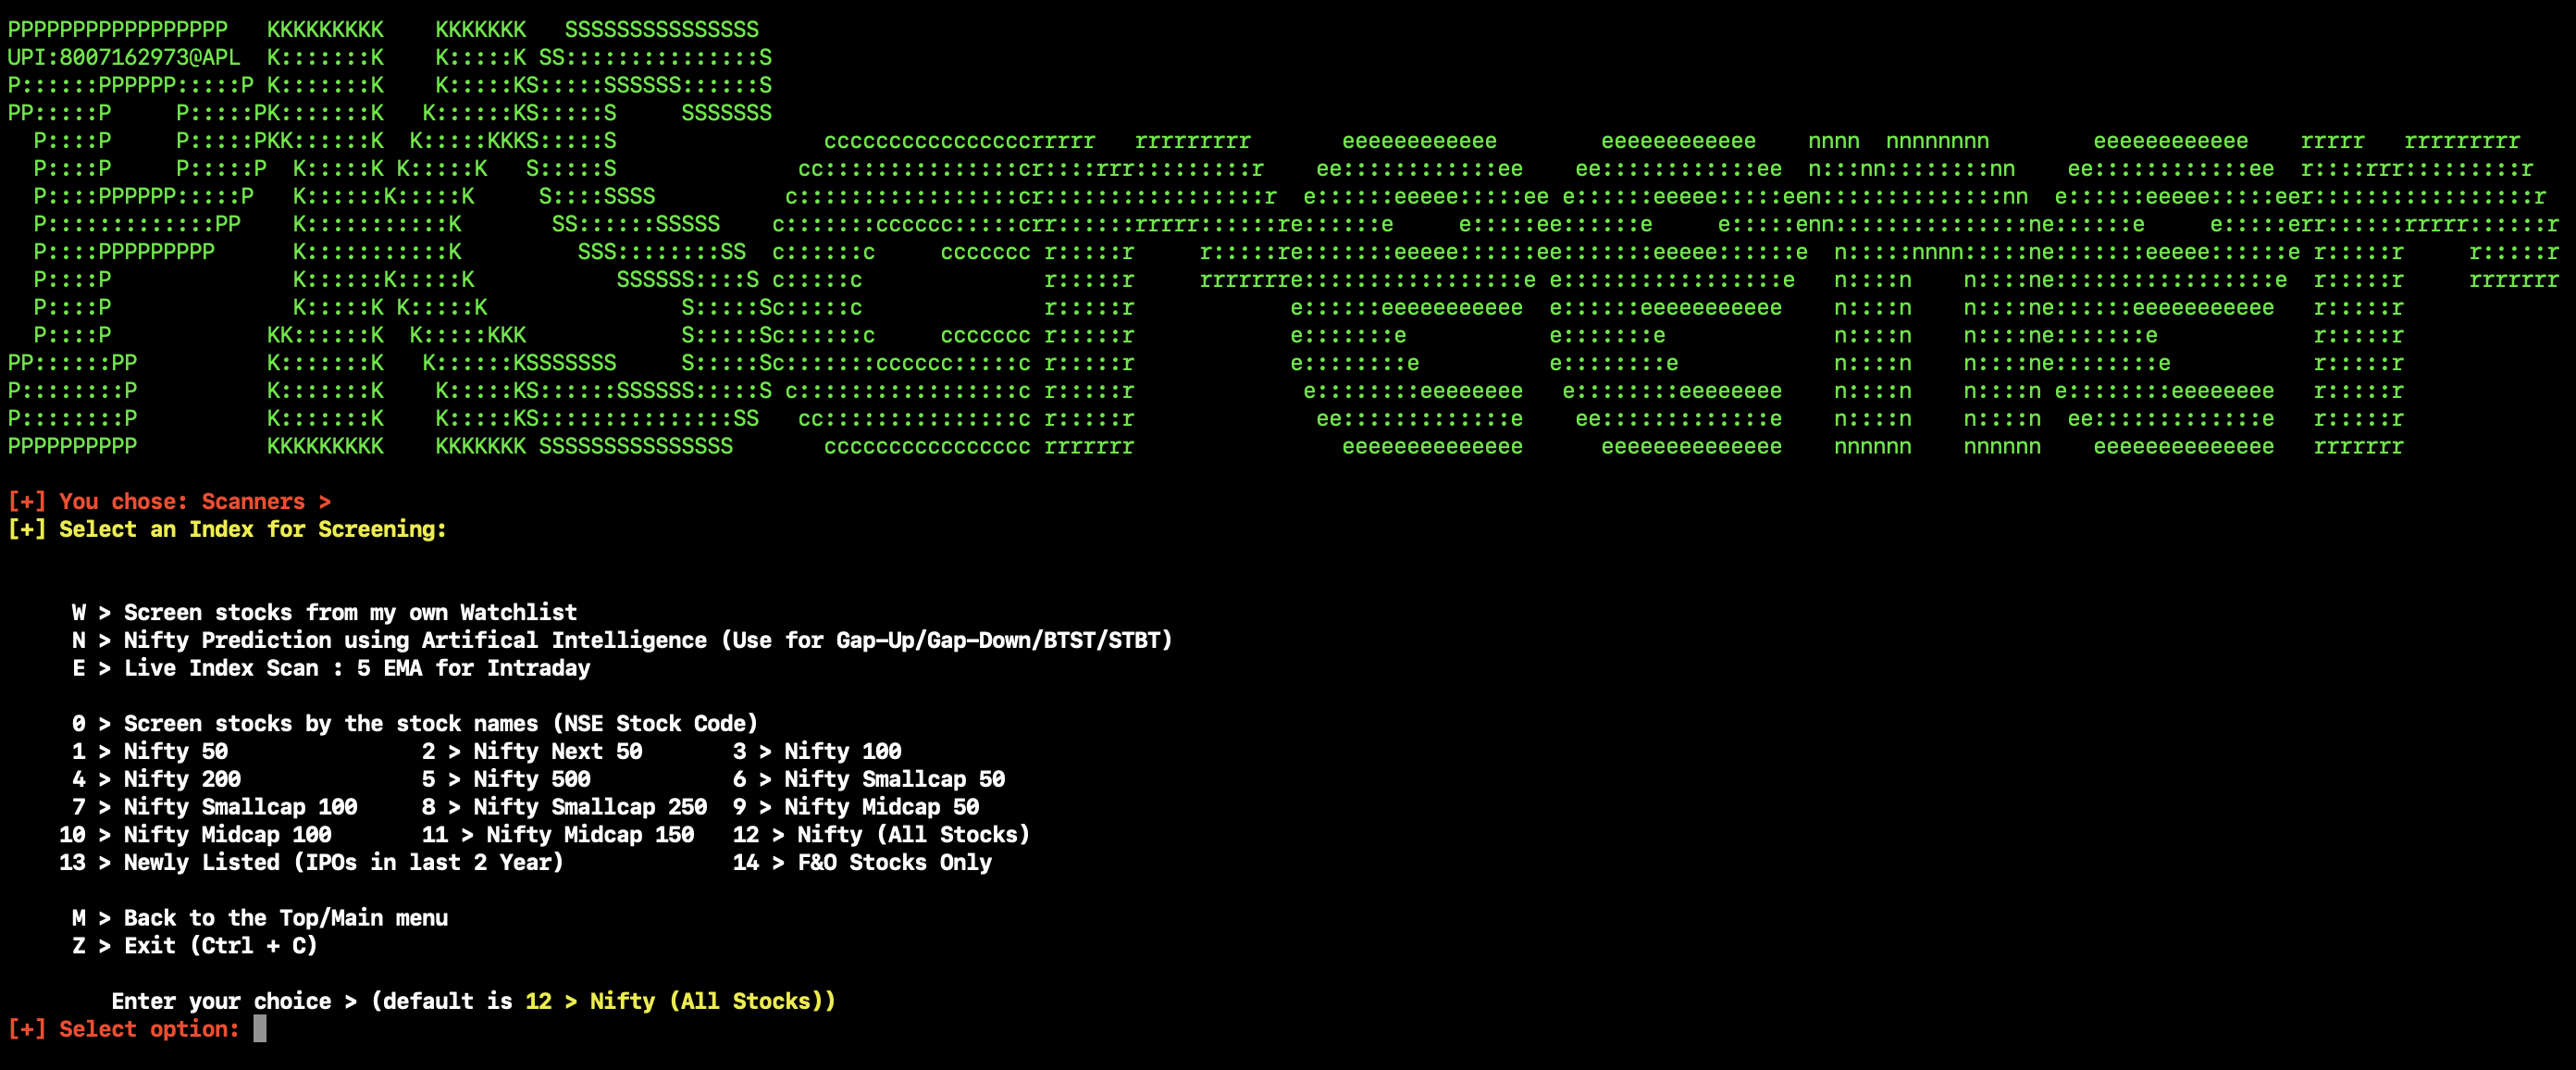 PPPPPPPPPPPPPPPPP   KKKKKKKKK    KKKKKKK   SSSSSSSSSSSSSSS
UPI:8007162973@APL  K:::::::K    K:::::K SS:::::::::::::::S
P::::::PPPPPP:::::P K:::::::K    K:::::KS:::::SSSSSS::::::S
PP:::::P     P:::::PK:::::::K   K::::::KS:::::S     SSSSSSS
  P::::P     P:::::PKK::::::K  K:::::KKKS:::::S                ccccccccccccccccrrrrr   rrrrrrrrr       eeeeeeeeeeee        eeeeeeeeeeee    nnnn  nnnnnnnn        eeeeeeeeeeee    rrrrr   rrrrrrrrr
  P::::P     P:::::P  K:::::K K:::::K   S:::::S              cc:::::::::::::::cr::::rrr:::::::::r    ee::::::::::::ee    ee::::::::::::ee  n:::nn::::::::nn    ee::::::::::::ee  r::::rrr:::::::::r
  P::::PPPPPP:::::P   K::::::K:::::K     S::::SSSS          c:::::::::::::::::cr:::::::::::::::::r  e::::::eeeee:::::ee e::::::eeeee:::::een::::::::::::::nn  e::::::eeeee:::::eer:::::::::::::::::r
  P:::::::::::::PP    K:::::::::::K       SS::::::SSSSS    c:::::::cccccc:::::crr::::::rrrrr::::::re::::::e     e:::::ee::::::e     e:::::enn:::::::::::::::ne::::::e     e:::::err::::::rrrrr::::::r
  P::::PPPPPPPPP      K:::::::::::K         SSS::::::::SS  c::::::c     ccccccc r:::::r     r:::::re:::::::eeeee::::::ee:::::::eeeee::::::e  n:::::nnnn:::::ne:::::::eeeee::::::e r:::::r     r:::::r
  P::::P              K::::::K:::::K           SSSSSS::::S c:::::c              r:::::r     rrrrrrre:::::::::::::::::e e:::::::::::::::::e   n::::n    n::::ne:::::::::::::::::e  r:::::r     rrrrrrr
  P::::P              K:::::K K:::::K               S:::::Sc:::::c              r:::::r            e::::::eeeeeeeeeee  e::::::eeeeeeeeeee    n::::n    n::::ne::::::eeeeeeeeeee   r:::::r
  P::::P            KK::::::K  K:::::KKK            S:::::Sc::::::c     ccccccc r:::::r            e:::::::e           e:::::::e             n::::n    n::::ne:::::::e            r:::::r
PP::::::PP          K:::::::K   K::::::KSSSSSSS     S:::::Sc:::::::cccccc:::::c r:::::r            e::::::::e          e::::::::e            n::::n    n::::ne::::::::e           r:::::r
P::::::::P          K:::::::K    K:::::KS::::::SSSSSS:::::S c:::::::::::::::::c r:::::r             e::::::::eeeeeeee   e::::::::eeeeeeee    n::::n    n::::n e::::::::eeeeeeee   r:::::r
P::::::::P          K:::::::K    K:::::KS:::::::::::::::SS   cc:::::::::::::::c r:::::r              ee:::::::::::::e    ee:::::::::::::e    n::::n    n::::n  ee:::::::::::::e   r:::::r
PPPPPPPPPP          KKKKKKKKK    KKKKKKK SSSSSSSSSSSSSSS       cccccccccccccccc rrrrrrr                eeeeeeeeeeeeee      eeeeeeeeeeeeee    nnnnnn    nnnnnn    eeeeeeeeeeeeee   rrrrrrr
[+] You chose: Scanners >
[+] Select an Index for Screening:
W > Screen stocks from my own Watchlist
N > Nifty Prediction using Artifical Intelligence (Use for Gap-Up/Gap-Down/BTST/STBT)
E > Live Index Scan : 5 EMA for Intraday
0 > Screen stocks by the stock names (NSE Stock Code)
1 > Nifty 50               2 > Nifty Next 50       3 > Nifty 100
4 > Nifty 200              5 > Nifty 500           6 > Nifty Smallcap 50
7 > Nifty Smallcap 100     8 > Nifty Smallcap 250  9 > Nifty Midcap 50
10 > Nifty Midcap 100       11 > Nifty Midcap 150   12 > Nifty (All Stocks)
13 > Newly Listed (IPOs in last 2 Year)             14 > F&O Stocks Only
M > Back to the Top/Main menu
Z > Exit (Ctrl + C)
Enter your choice > (default is 12 > Nifty (All Stocks))
[+] Select option: